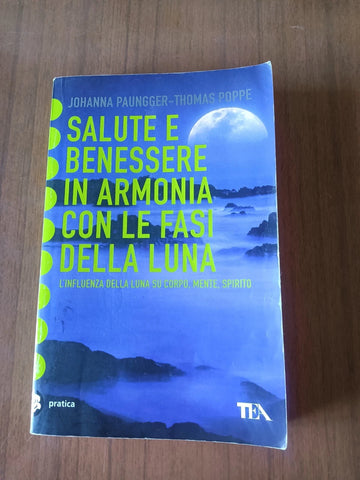 JOHANNA PAUNGGER-THOMAS POPPE
SALUTE E
BENESSERE
IN ARMONIA
CON LE FASI
DELLA LUNA
L'INFLUENZA DELLA LUNA SU CORPO, MENTE, SPIRITO
pratica
TEA